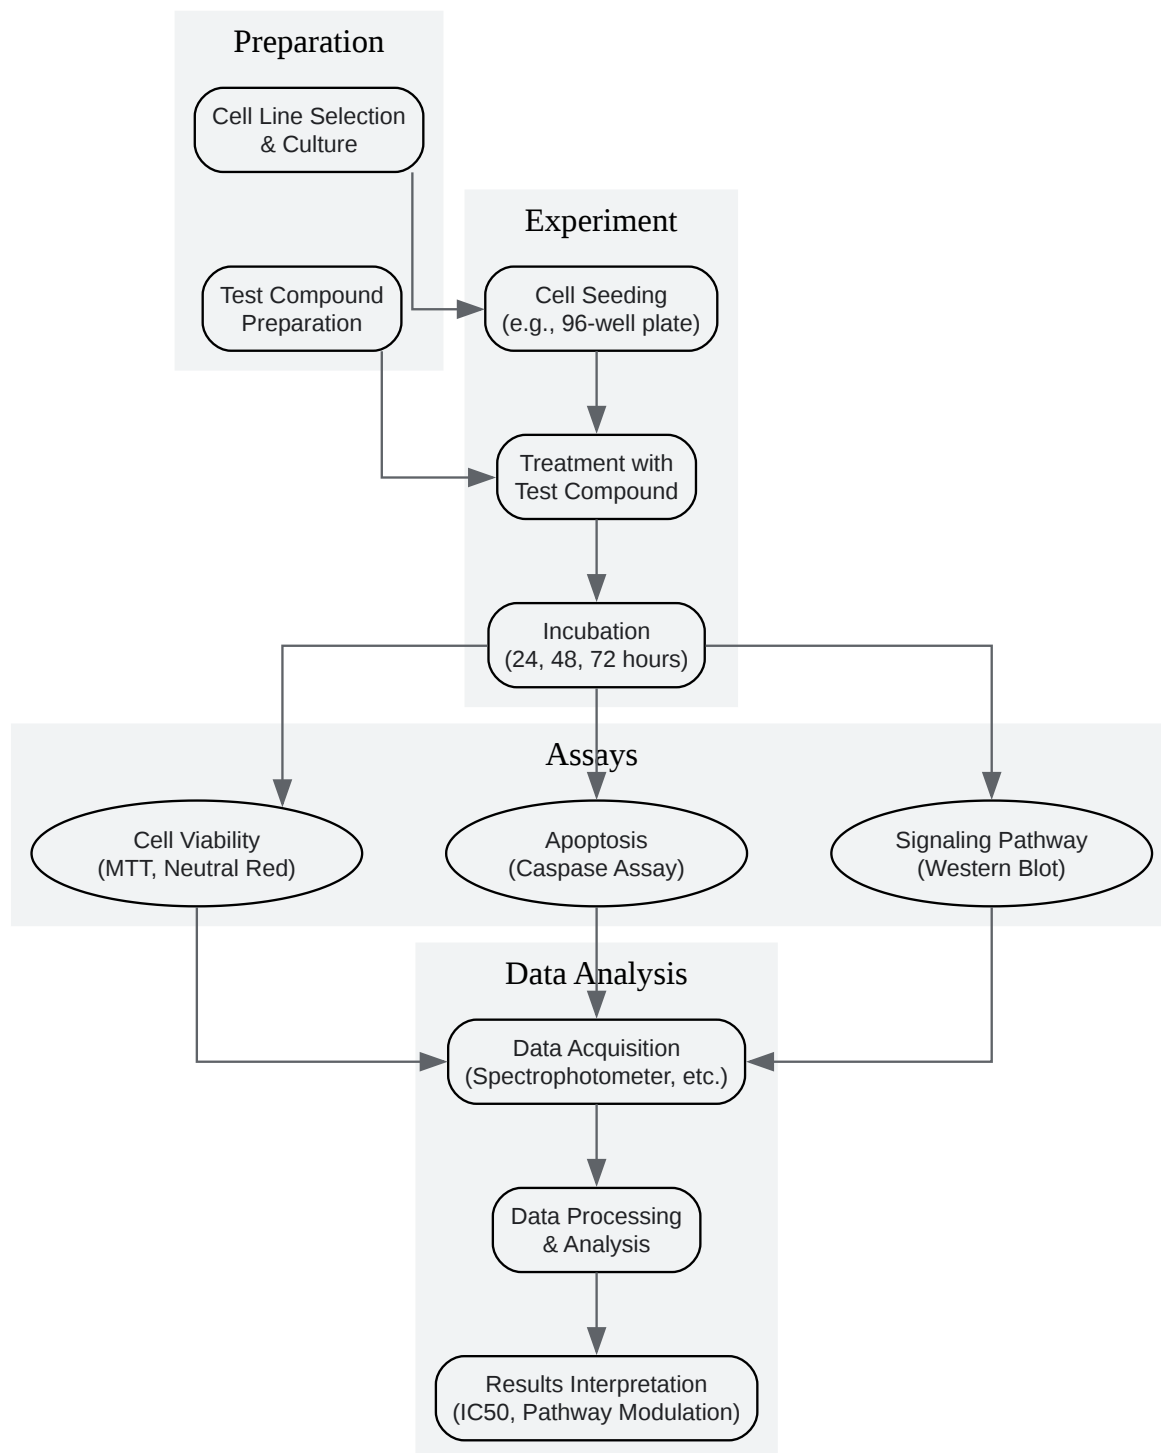 Preparation
Cell Line Selection
& Culture
Experiment
Test Compound
Preparation
Cell Seeding
(e.g., 96-well plate)
Treatment with
Test Compound
Incubation
(24, 48, 72 hours)
Assays
Cell Viability
(MTT, Neutral Red)
Apoptosis
(Caspase Assay)
Signaling Pathway
(Western Blot)
Data Analysis
Data Acquisition
(Spectrophotometer, etc.)
Data Processing
& Analysis
Results Interpretation
(IC50, Pathway Modulation)